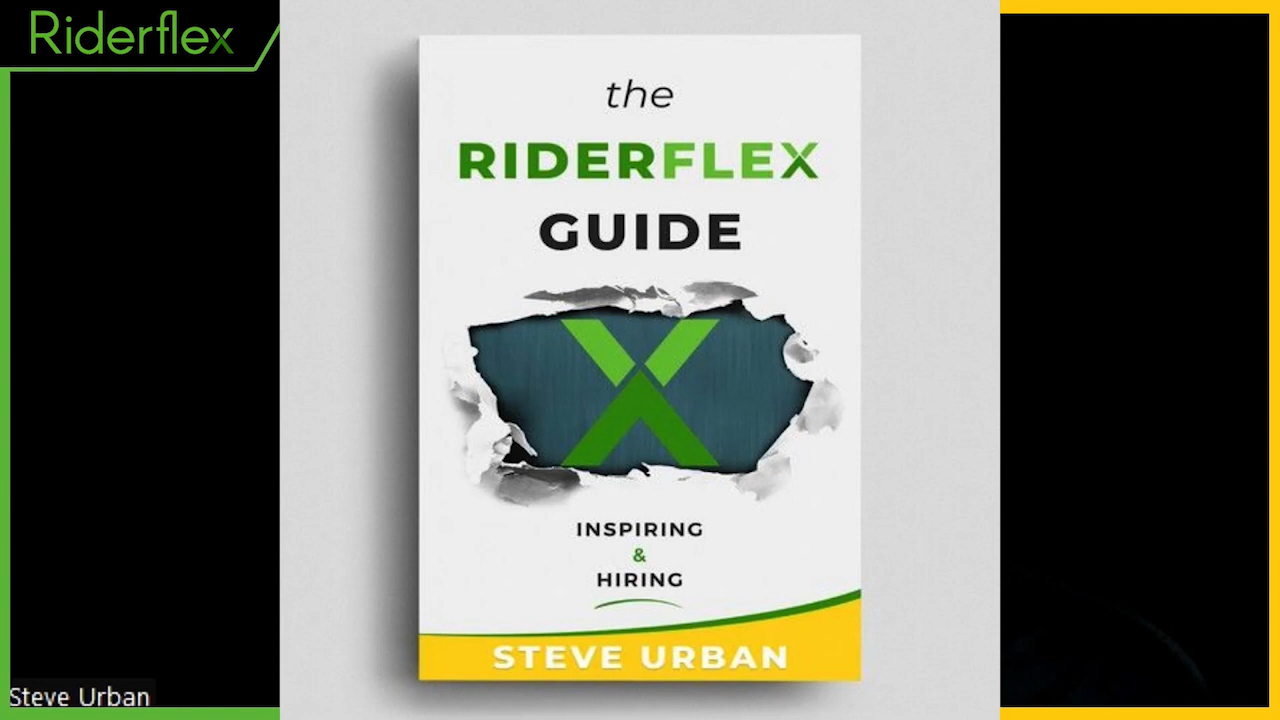 Riderflex
the
RIDERFLEX
GUIDE
X
INSPIRING
&
HIRING
STEVE URBAN
Steve Urban